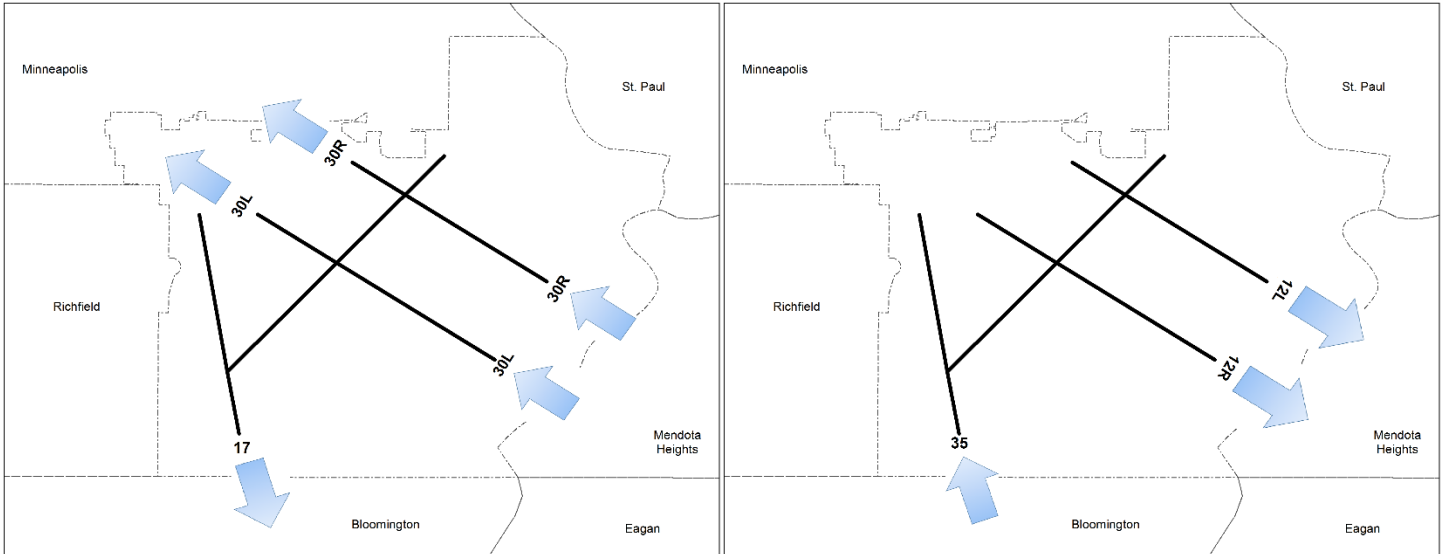 Minneapolis
St. Paul
30R
30L
Richfield
30R
30L
17
Mendota
Heights
Bloomington
Eagan
Minneapolis
St. Paul
Richfield
12L
12R
35
Mendota
Heights
Bloomington
Eagan